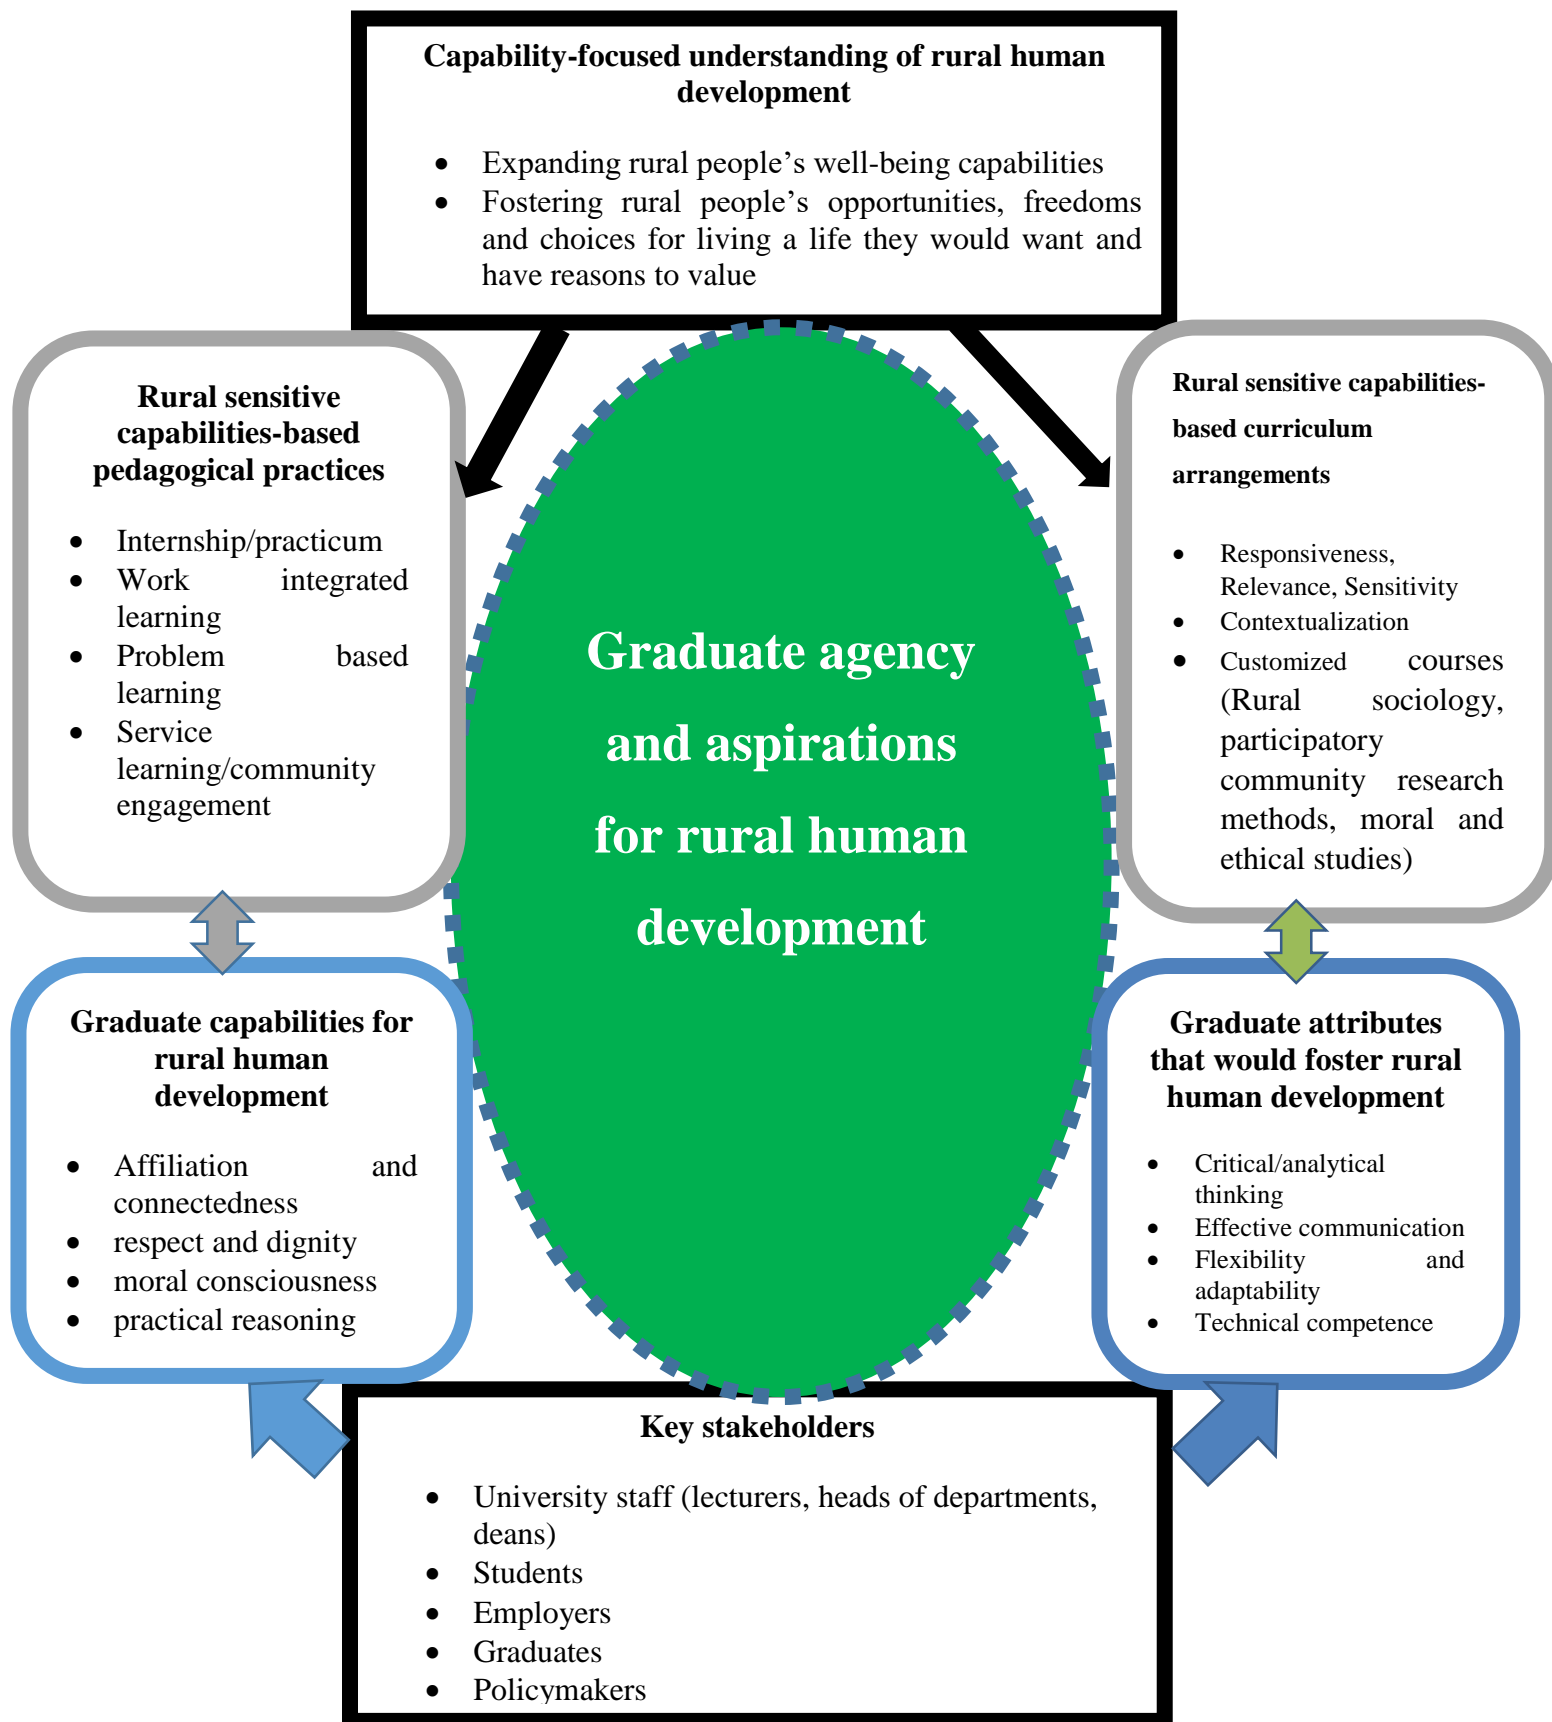 Capability-focused understanding of rural human
development
• Expanding rural people’s well-being capabilities
• Fostering rural people’s opportunities, freedoms
and choices for living a life they would want and
have reasons to value
Rural sensitive
capabilities-based
pedagogical practices
• Internship/practicum
• Work integrated
learning
• Problem based
learning
• Service
learning/community
engagement
Graduate agency
and aspirations
for rural human
development
Rural sensitive capabilities-
based curriculum
arrangements
• Responsiveness,
Relevance, Sensitivity
• Contextualization
• Customized courses
(Rural sociology,
participatory
community research
methods, moral and
ethical studies)
Graduate capabilities for
rural human
development
• Affiliation and
connectedness
• respect and dignity
• moral consciousness
• practical reasoning
Graduate attributes
that would foster rural
human development
• Critical/analytical
thinking
• Effective communication
• Flexibility and
adaptability
• Technical competence
Key stakeholders
• University staff (lecturers, heads of departments,
deans)
• Students
• Employers
• Graduates
• Policymakers